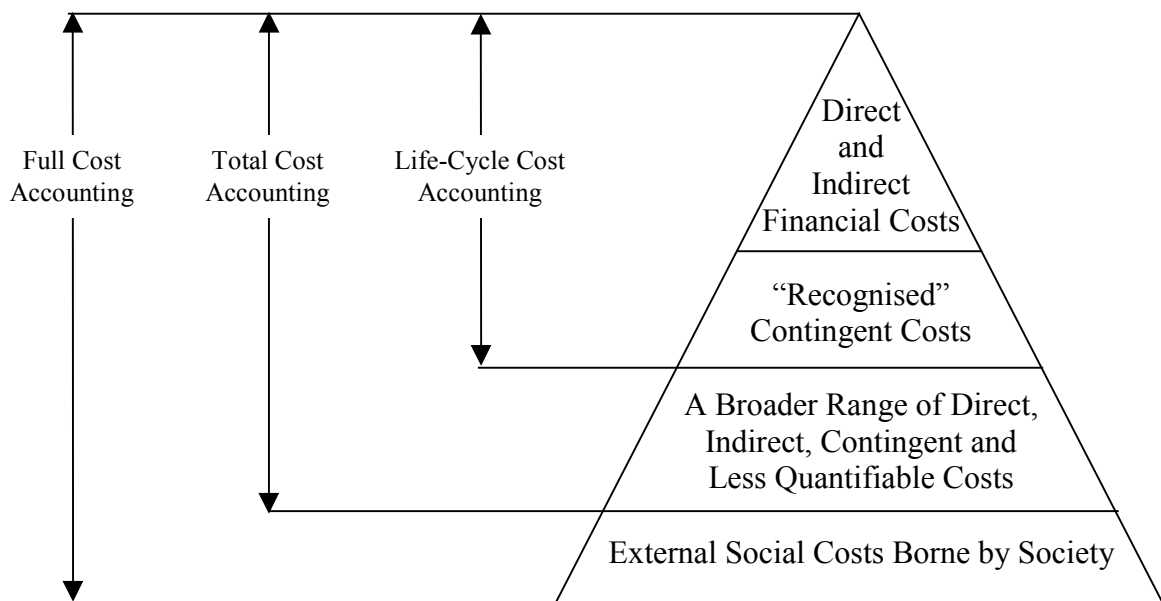 Full Cost
Accounting
Total Cost
Accounting
Life-Cycle Cost
Accounting
Direct
and
Indirect
Financial Costs
“Recognised”
Contingent Costs
A Broader Range of Direct,
Indirect, Contingent and
Less Quantifiable Costs
External Social Costs Borne by Society